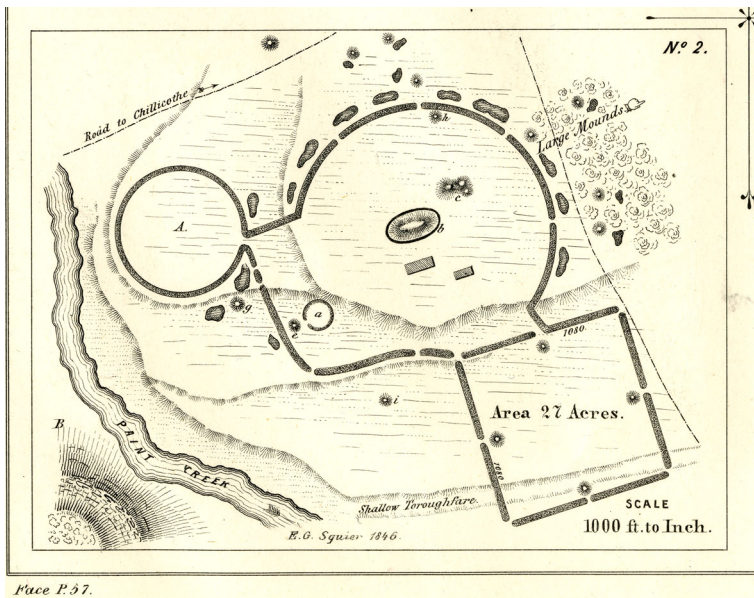 Nº 2.
Road to Chillicothe
Large Mounds
h
c
A.
b
a
g
e
1080
i
Area 27 Acres.
B
PAINT CREEK
1080
Shallow Toroughfare.
SCALE
1000 ft. to Inch.
E.G. Squier 1846.
Face P. 57.